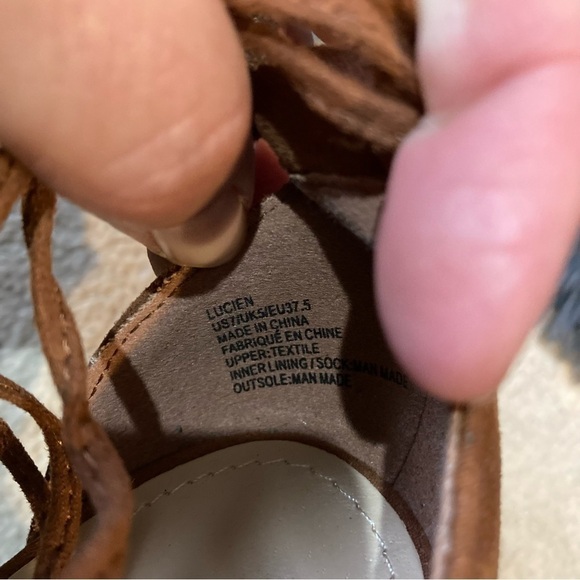 LUCIEN
US7/UK5/EU37.5
MADE IN CHINA
FABRIQUÉ EN CHINE
UPPER:TEXTILE
INNER LINING / SOCK:MAN MADE
OUTSOLE:MAN MADE